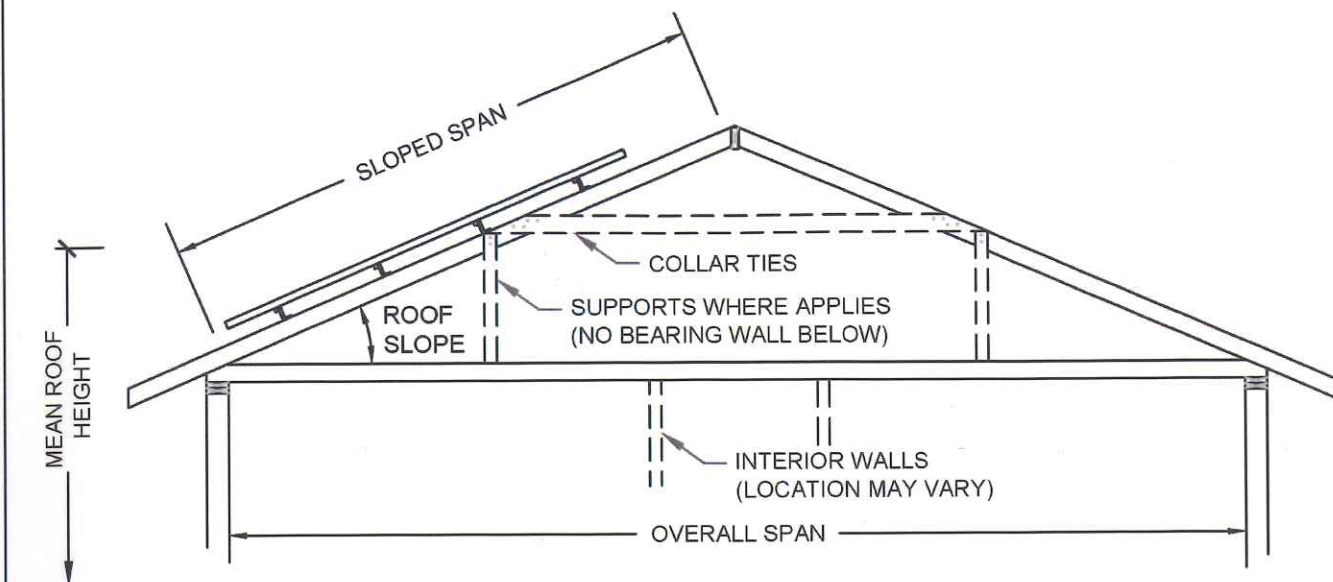 SLOPED SPAN
COLLAR TIES
SUPPORTS WHERE APPLIES
(NO BEARING WALL BELOW)
ROOF
SLOPE
MEAN ROOF
HEIGHT
INTERIOR WALLS
(LOCATION MAY VARY)
OVERALL SPAN